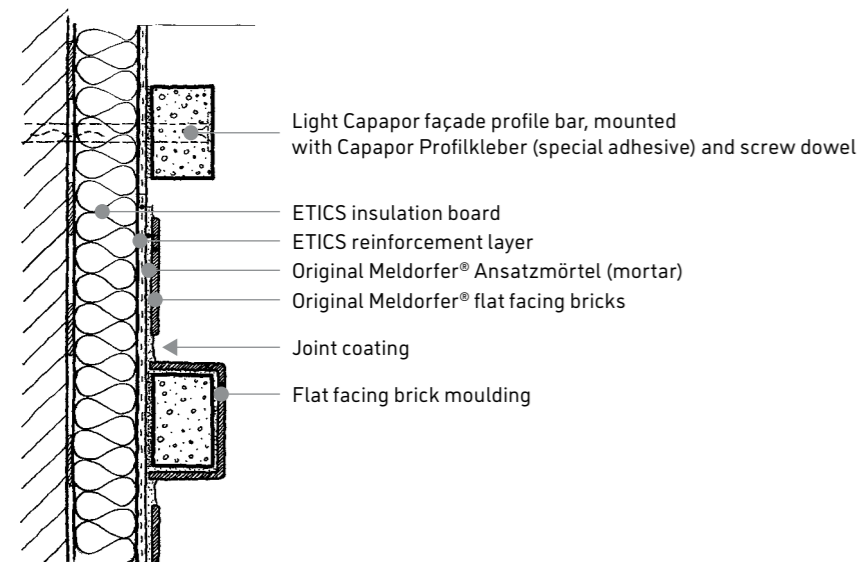 Light Capapor façade profile bar, mounted
with Capapor Profilkleber (special adhesive) and screw dowel
ETICS insulation board
ETICS reinforcement layer
Original Meldorfer® Ansatzmörtel (mortar)
Original Meldorfer® flat facing bricks
Joint coating
Flat facing brick moulding